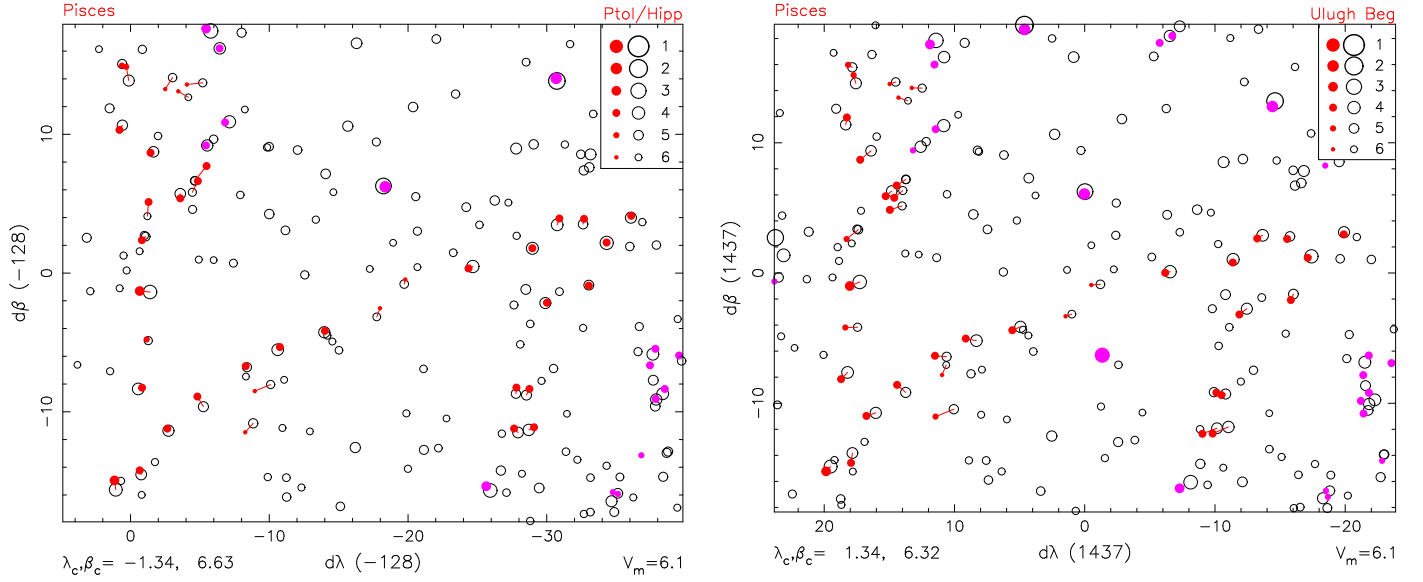 Pisces
Ptol/Hipp
1
2
3
4
5
6
10
0
−10
dβ (−128)
0
−10
−20
−30
λc,βc= −1.34, 6.63
dλ (−128)
Vm=6.1
Pisces
Ulugh Beg
1
2
3
4
5
6
10
0
−10
dβ (1437)
20
10
0
−10
−20
λc,βc= 1.34, 6.32
dλ (1437)
Vm=6.1